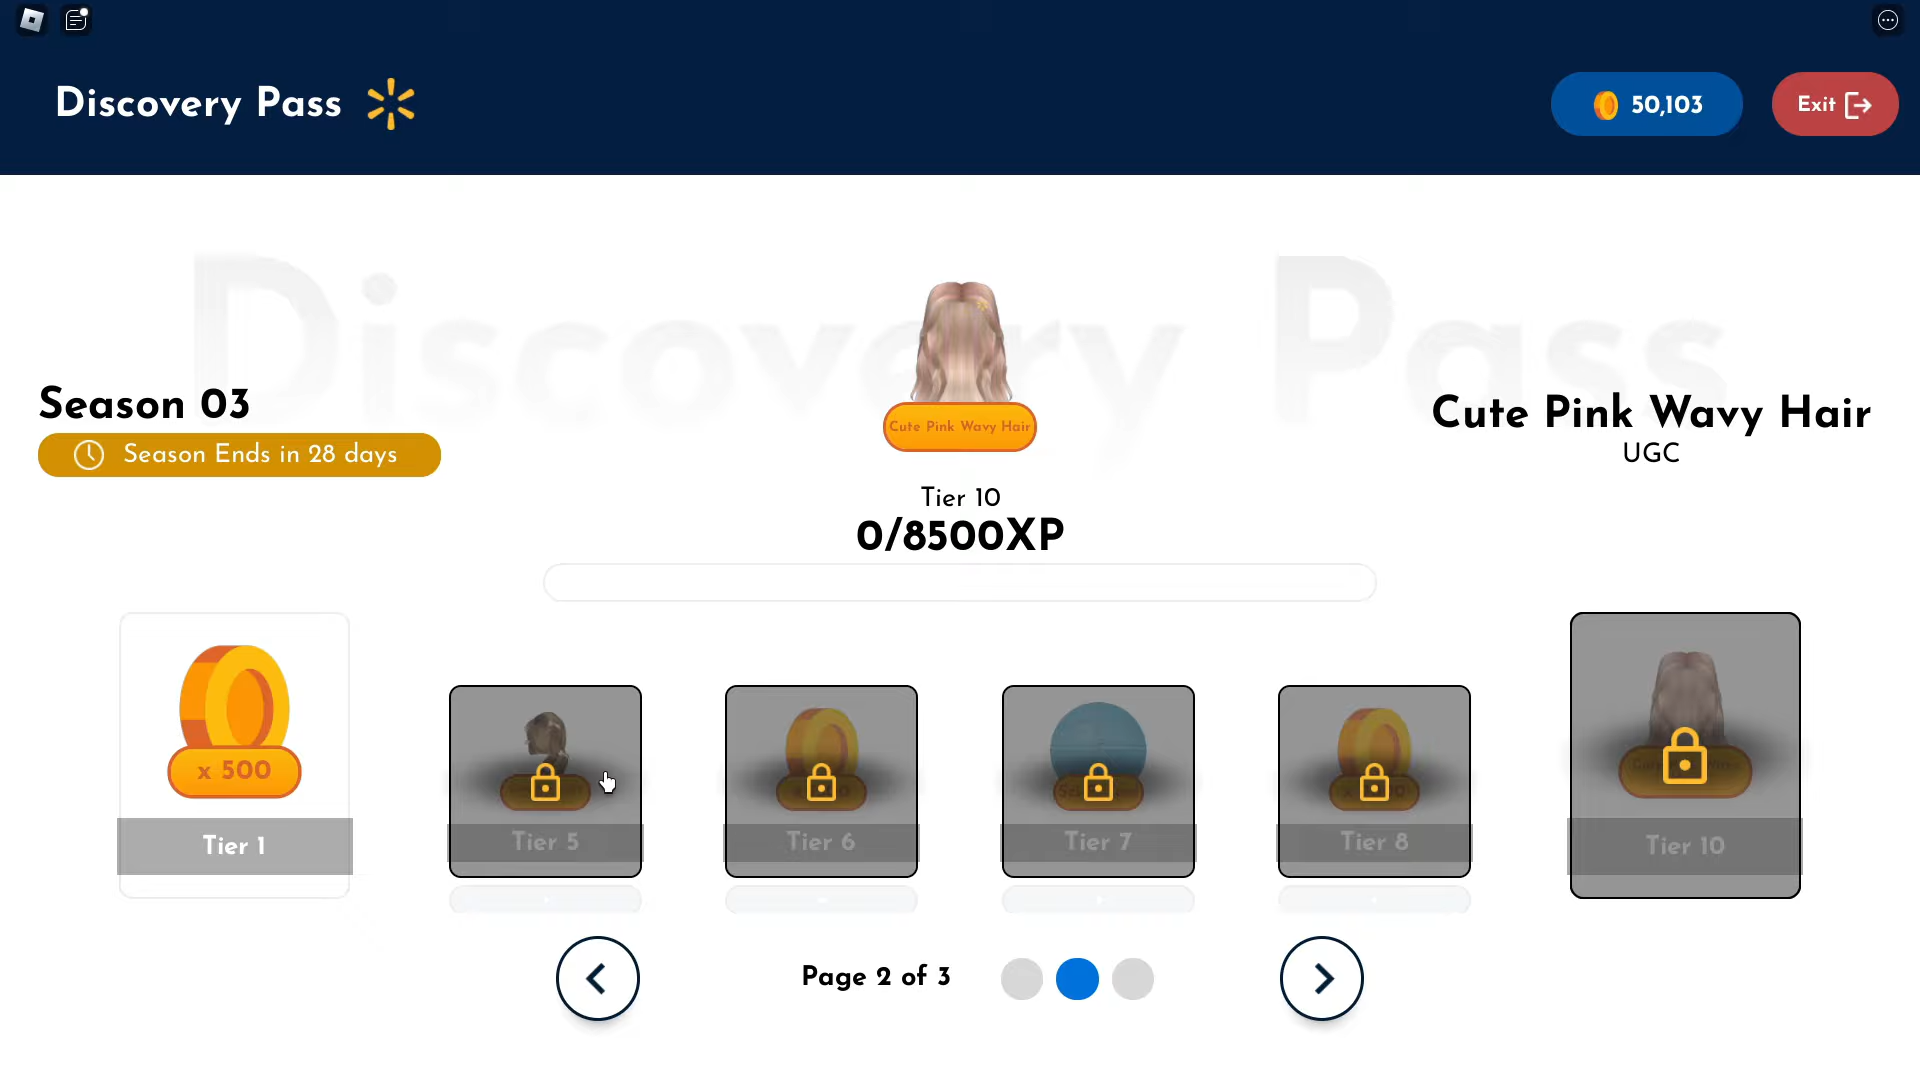 Discovery Pass
50,103
Exit
Discovery Pass
Season 03
Season Ends in 28 days
Cute Pink Wavy Hair
Cute Pink Wavy Hair
UGC
Tier 10
0/8500XP
x 500
Tier 1
Tier 5
Tier 6
Tier 7
Tier 8
Tier 10
Page 2 of 3